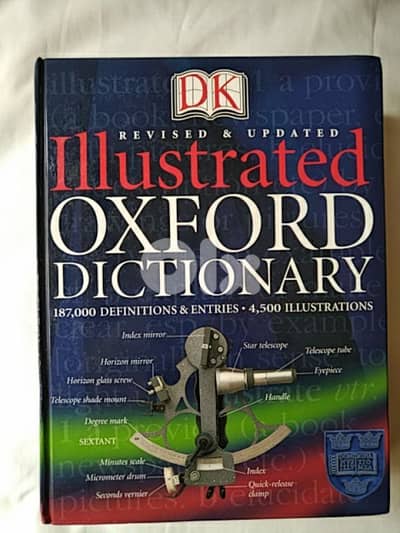 DK
REVISED & UPDATED
Illustrated
OXFORD
DICTIONARY
187,000 DEFINITIONS & ENTRIES • 4,500 ILLUSTRATIONS
Index mirror
Star telescope
Telescope tube
Horizon mirror
Eyepiece
Horizon glass screw
Telescope shade mount
Handle
Degree mark
SEXTANT
Minutes scale
Index
Micrometer drum
Quick-release
clamp
Seconds vernier